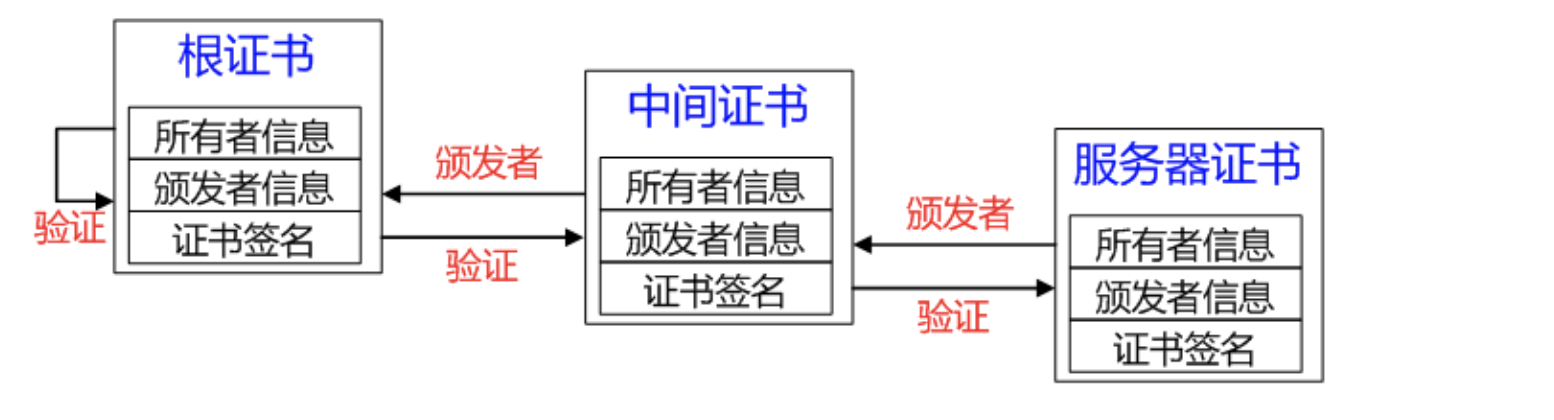 根证书
所有者信息
颁发者信息
证书签名
验证
颁发者
验证
中间证书
所有者信息
颁发者信息
证书签名
颁发者
验证
服务器证书
所有者信息
颁发者信息
证书签名